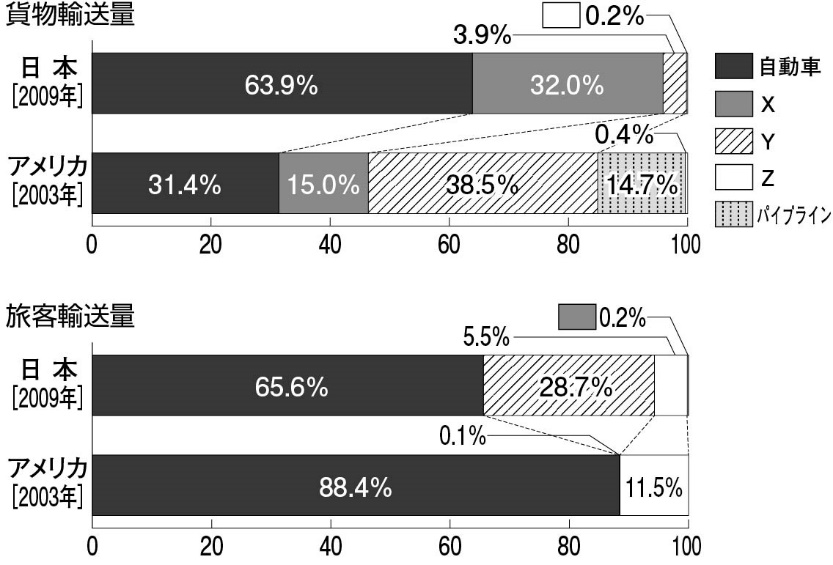 貨物輸送量
0.2%
3.9%
日本
[2009年]
63.9%
32.0%
0.4%
アメリカ
[2003年]
31.4%
15.0%
38.5%
14.7%
0 20 40 60 80 100
自動車
X
Y
Z
パイプライン
旅客輸送量
0.2%
5.5%
日本
[2009年]
65.6%
28.7%
0.1%
アメリカ
[2003年]
88.4%
11.5%
0 20 40 60 80 100